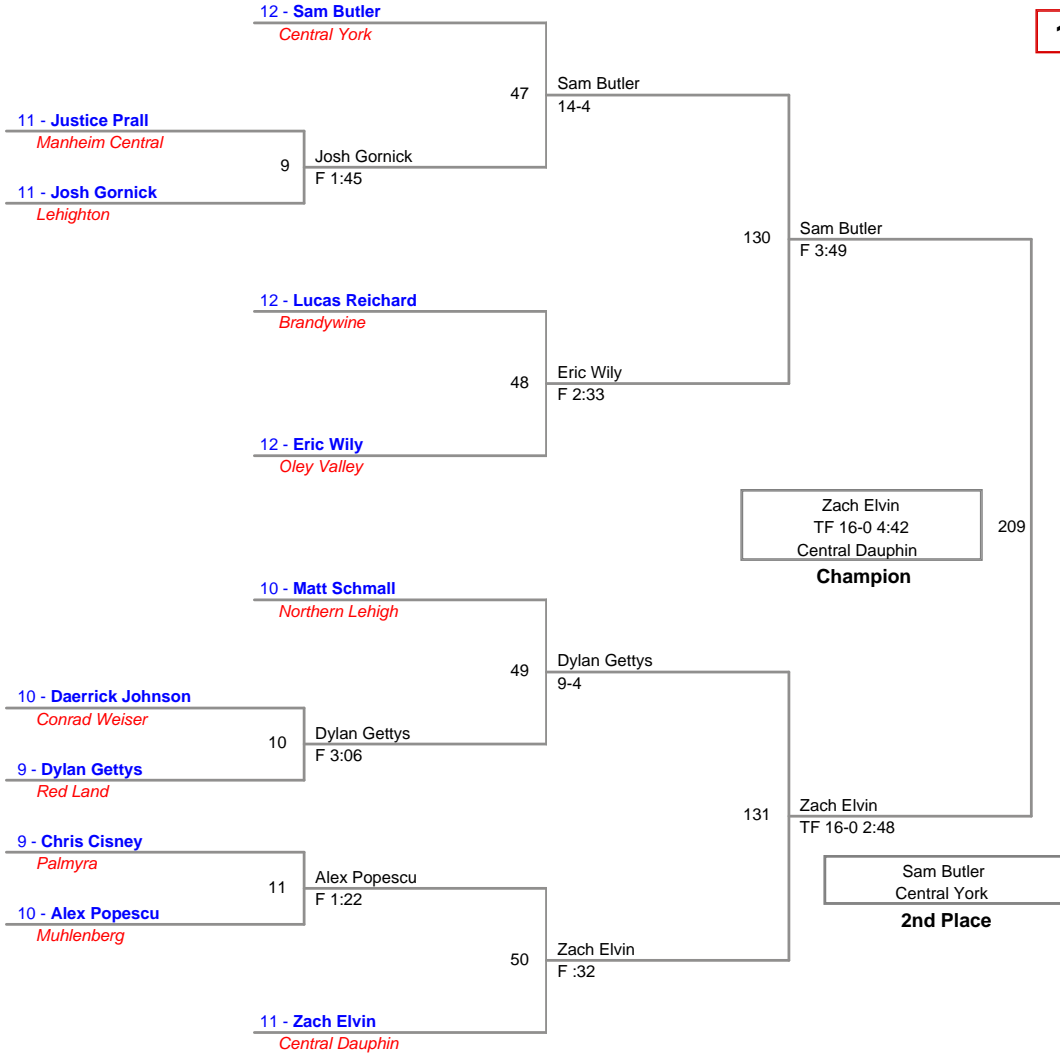 12 - Sam Butler
Central York
1
47
Sam Butler
14-4
11 - Justice Prall
Manheim Central
9
Josh Gornick
F 1:45
11 - Josh Gornick
Lehighton
130
Sam Butler
F 3:49
12 - Lucas Reichard
Brandywine
48
Eric Wily
F 2:33
12 - Eric Wily
Oley Valley
Zach Elvin
TF 16-0 4:42
Central Dauphin
209
Champion
10 - Matt Schmall
Northern Lehigh
49
Dylan Gettys
9-4
10 - Daerrick Johnson
Conrad Weiser
10
Dylan Gettys
F 3:06
9 - Dylan Gettys
Red Land
131
Zach Elvin
TF 16-0 2:48
9 - Chris Cisney
Palmyra
11
Alex Popescu
F 1:22
Sam Butler
Central York
2nd Place
10 - Alex Popescu
Muhlenberg
50
Zach Elvin
F :32
11 - Zach Elvin
Central Dauphin